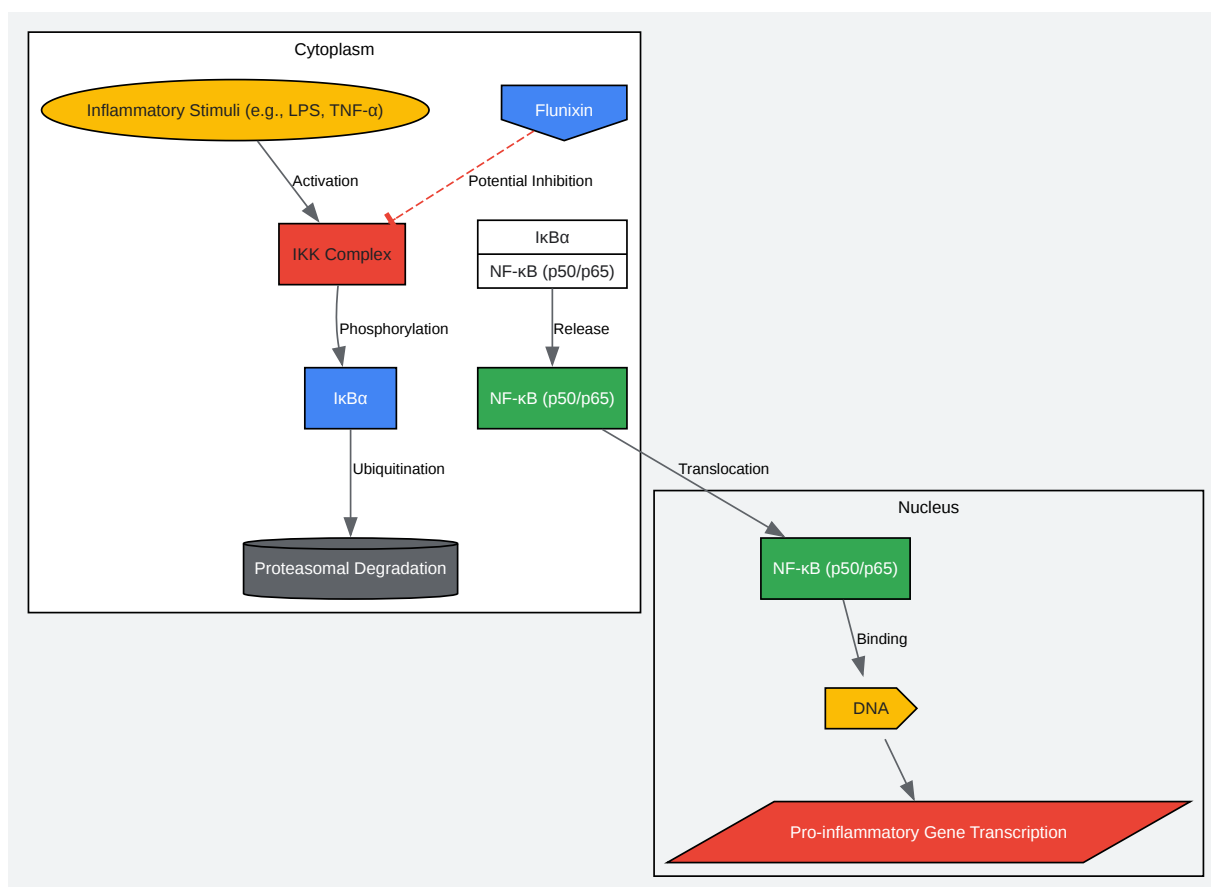 Cytoplasm
Inflammatory Stimuli (e.g., LPS, TNF-α)
Flunixin
Activation
Potential Inhibition
IKK Complex
IκBα
NF-κB (p50/p65)
Phosphorylation
Release
IκBα
NF-κB (p50/p65)
Ubiquitination
Translocation
Proteasomal Degradation
Nucleus
NF-κB (p50/p65)
Binding
DNA
Pro-inflammatory Gene Transcription